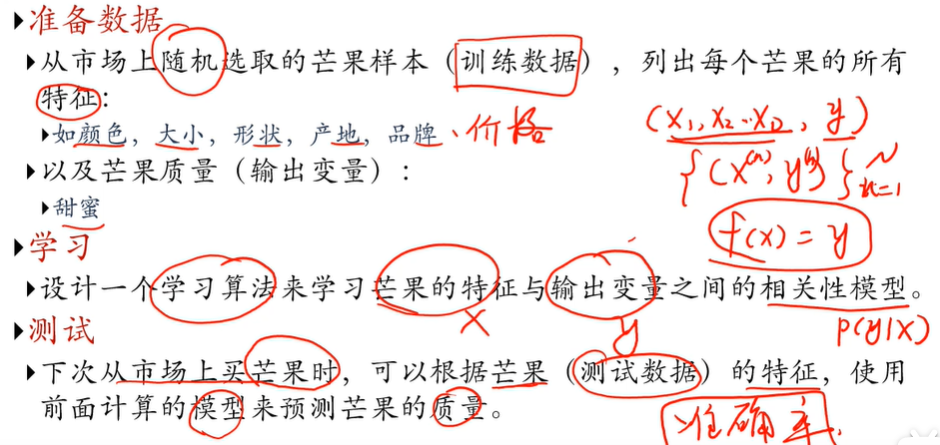 准备数据
从市场上随机选取的芒果样本（训练数据），列出每个芒果的所有
特征：
如颜色，大小，形状，产地，品牌、价格
(x₁,x₂…x_D, y)
以及芒果质量（输出变量）：
{(x⁽ⁿ⁾, y⁽ⁿ⁾)}ᴺₙ₌₁
甜蜜
f(x) = y
学习
设计一个学习算法来学习芒果的特征与输出变量之间的相关性模型。
x
y
p(y|x)
测试
下次从市场上买芒果时，可以根据芒果（测试数据）的特征，使用
前面计算的模型来预测芒果的质量。
准确率